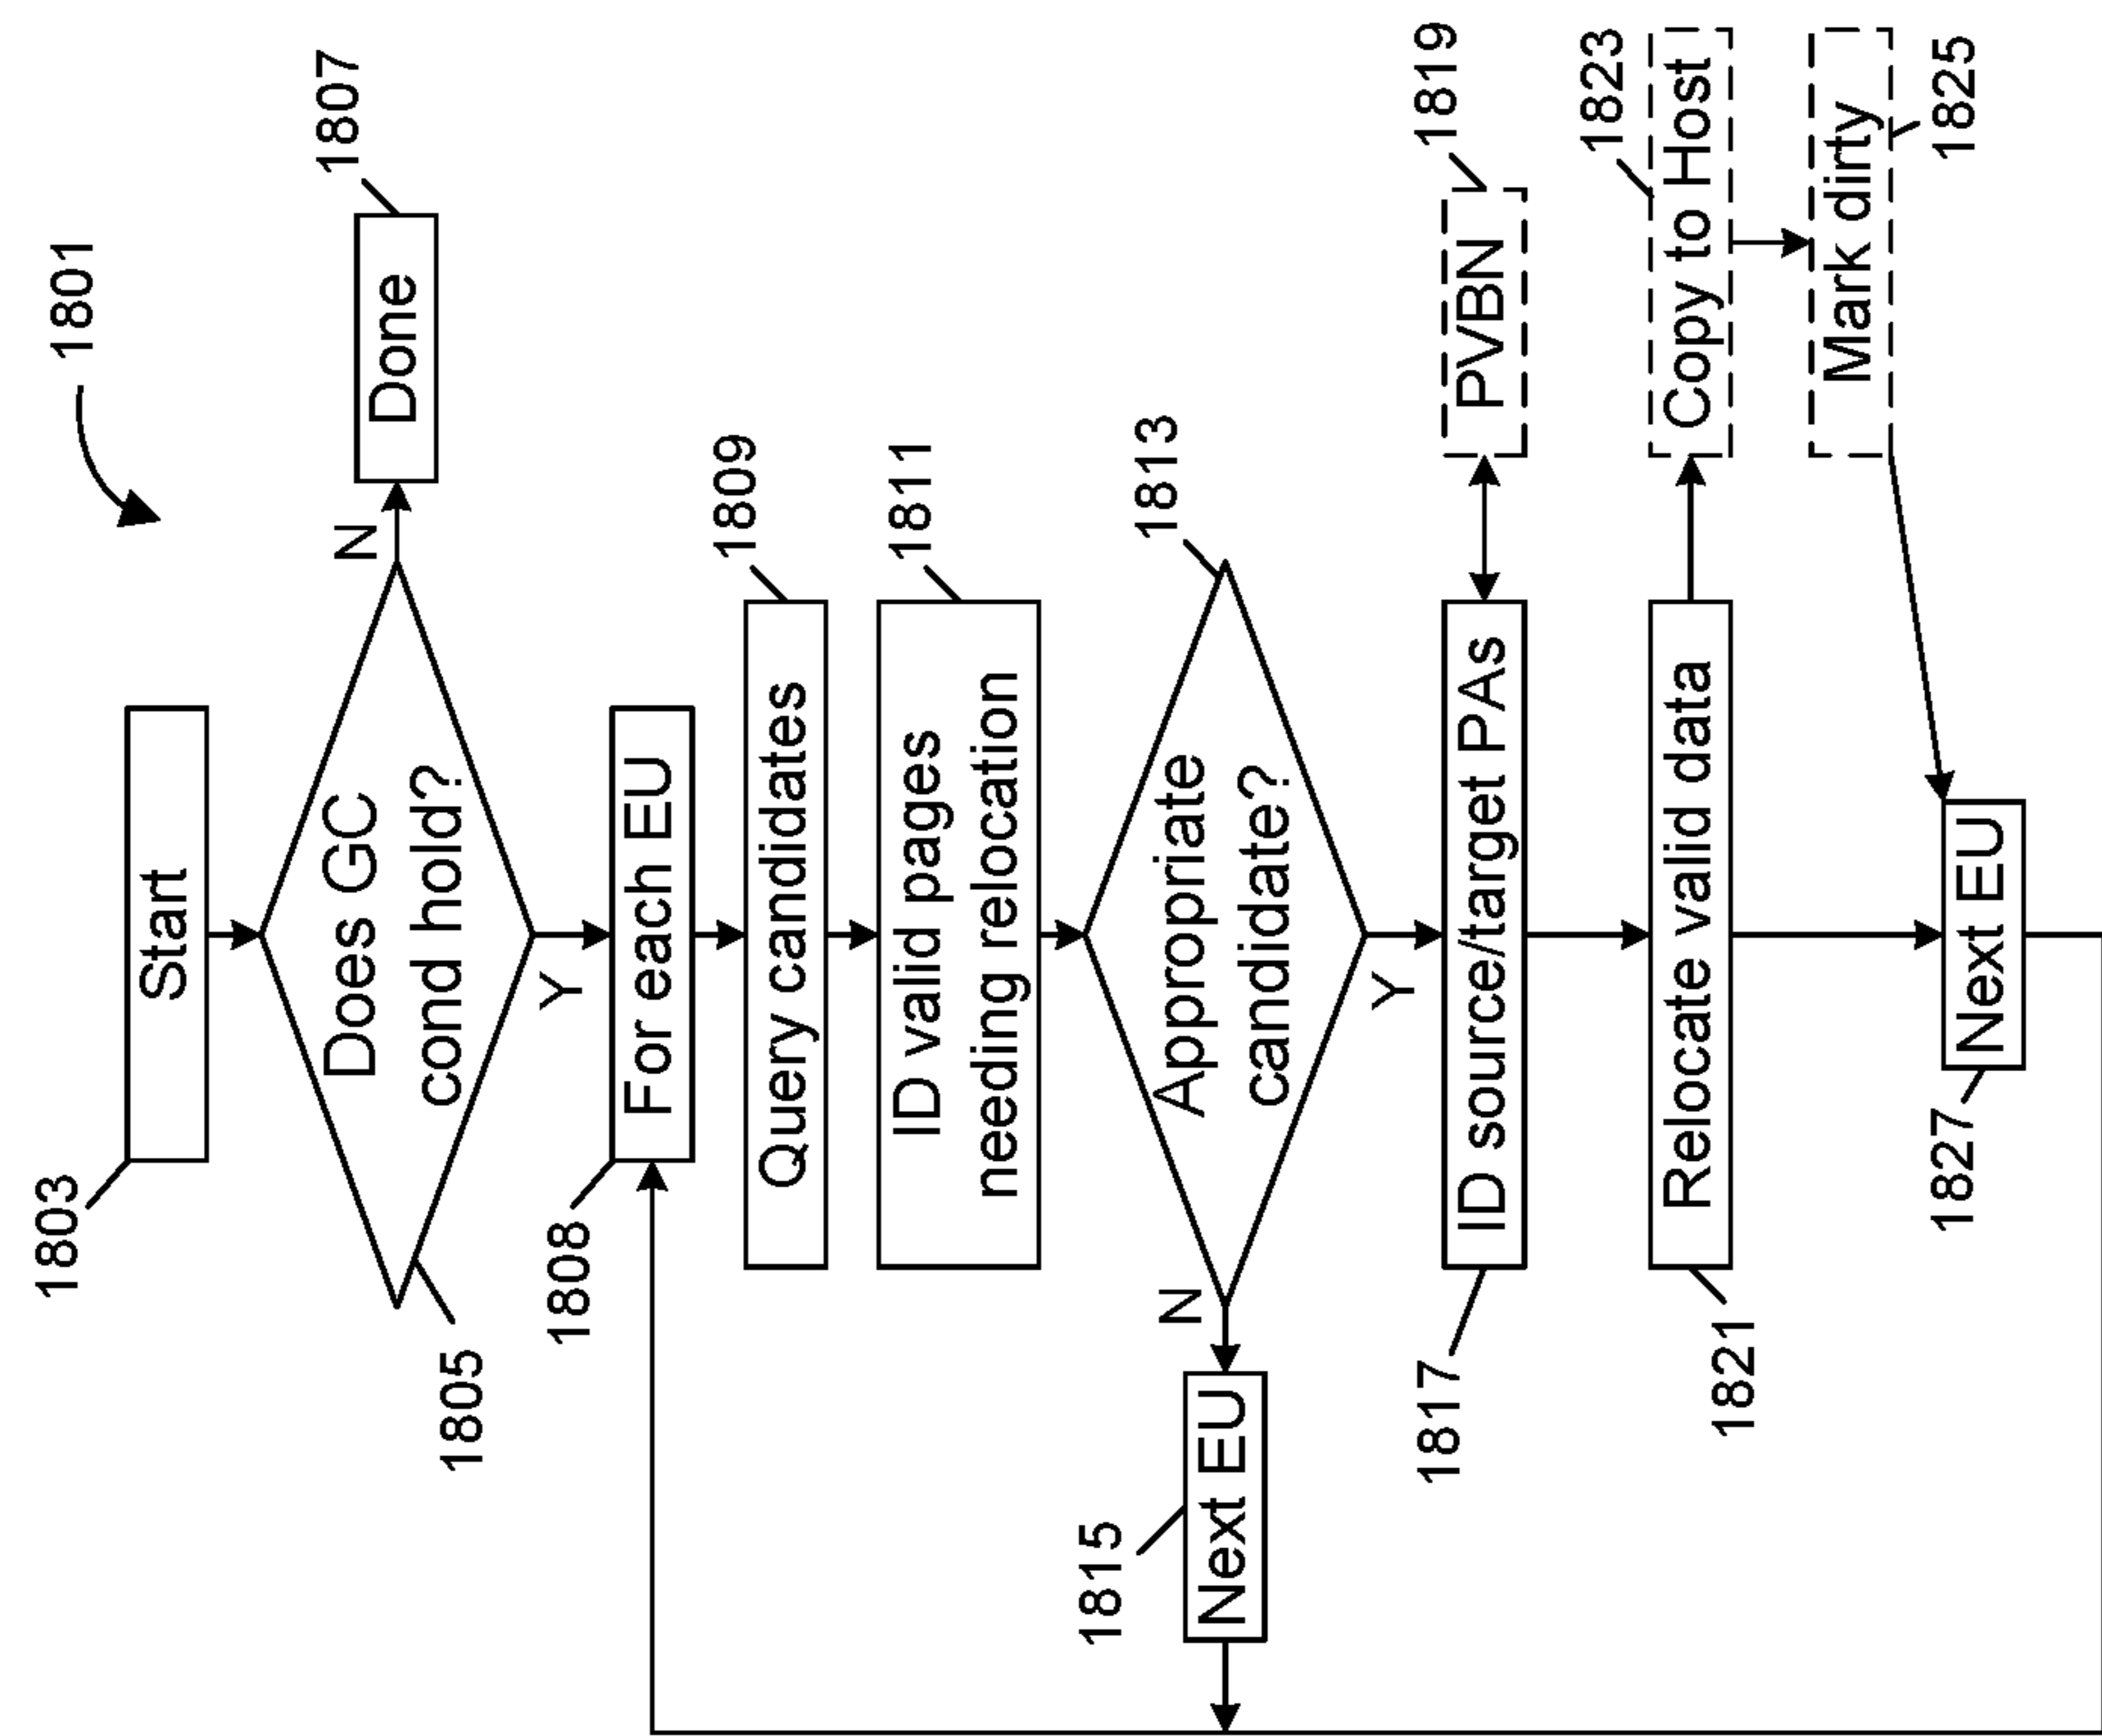 1801
1803
Start
1805
Does GC
cond hold?
N
1807
Done
Y
1808
For each EU
1809
Query candidates
1811
ID valid pages
needing relocation
1813
Appropriate
candidate?
N
1815
Next EU
Y
1817
ID source/target PAs
1819
PVBN
1821
Relocate valid data
1823
Copy to Host
Mark dirty
1825
1827
Next EU